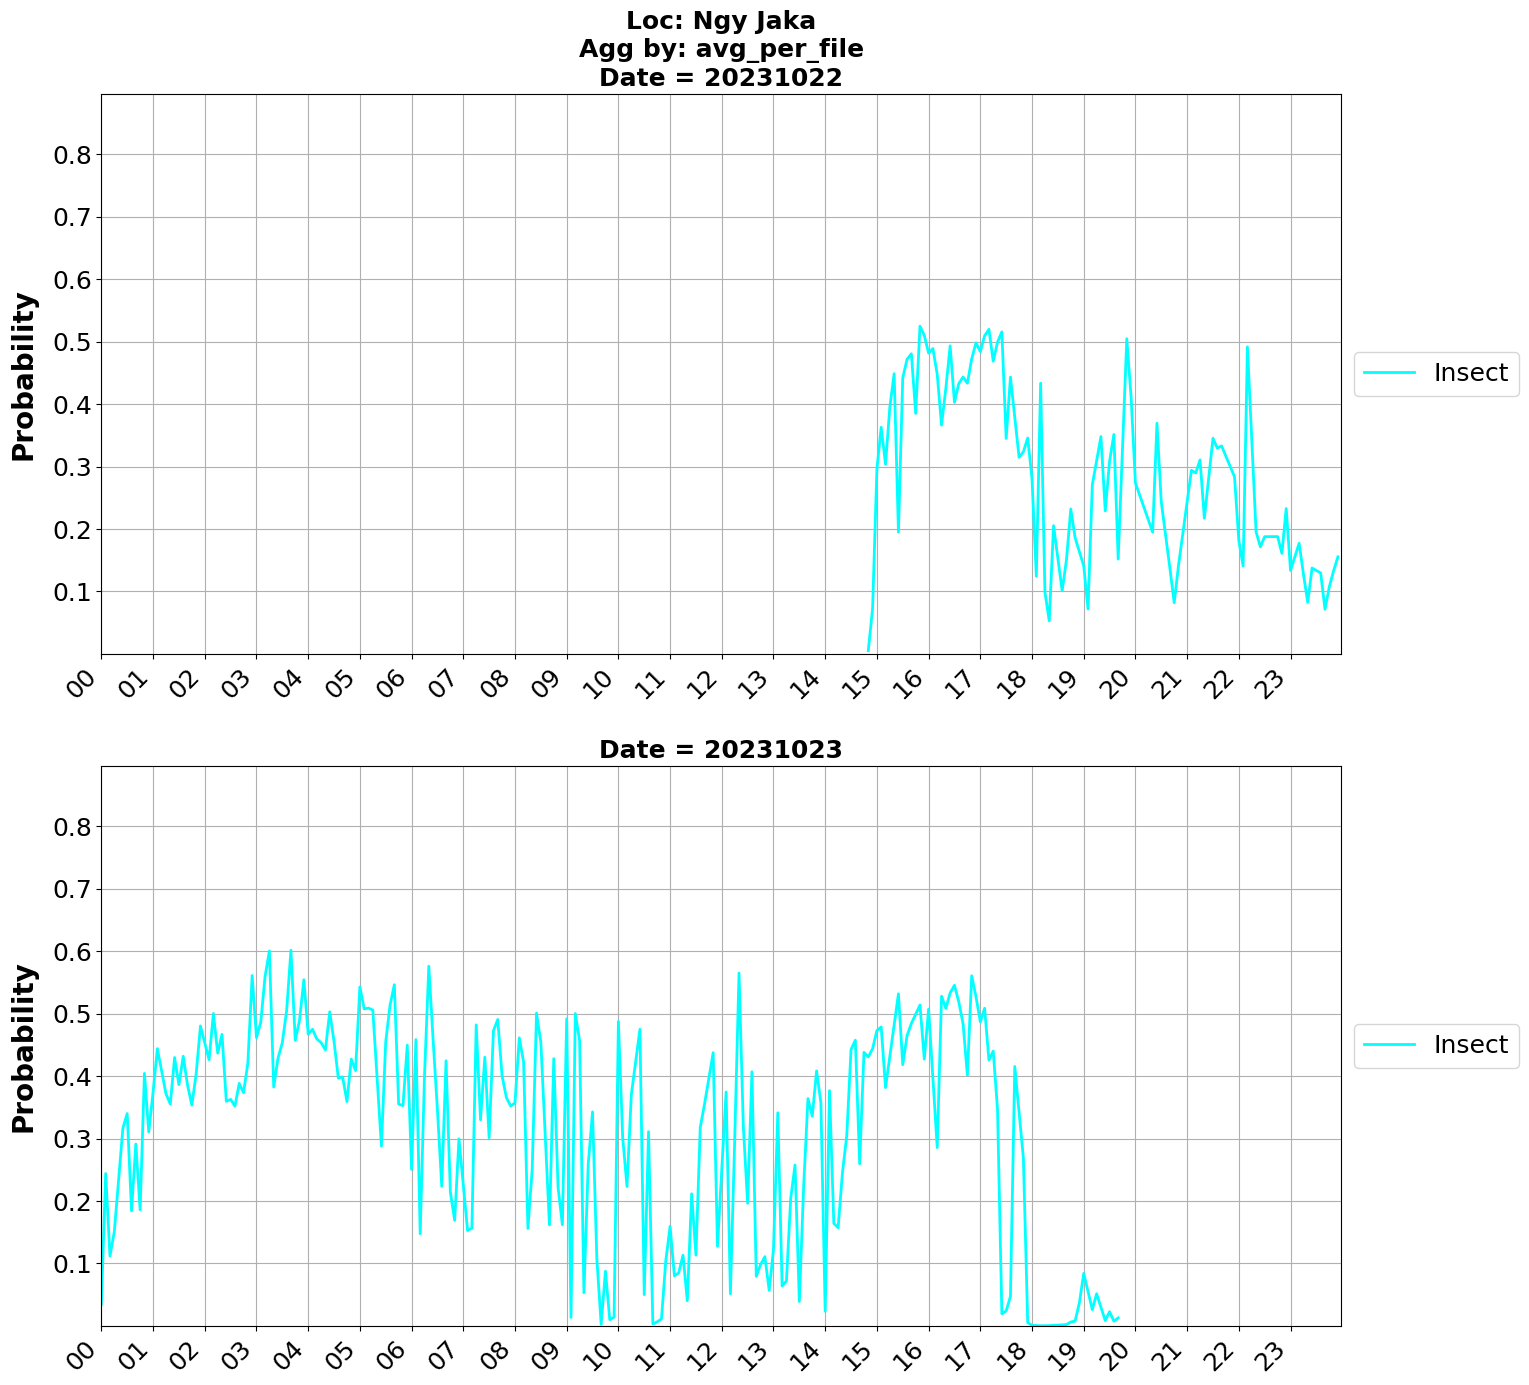 Loc: Ngy Jaka
Agg by: avg_per_file
Date = 20231022
Probability
0.8
0.7
0.6
0.5
0.4
0.3
0.2
0.1
00 01 02 03 04 05 06 07 08 09 10 11 12 13 14 15 16 17 18 19 20 21 22 23
Insect
Date = 20231023
Probability
0.8
0.7
0.6
0.5
0.4
0.3
0.2
0.1
00 01 02 03 04 05 06 07 08 09 10 11 12 13 14 15 16 17 18 19 20 21 22 23
Insect